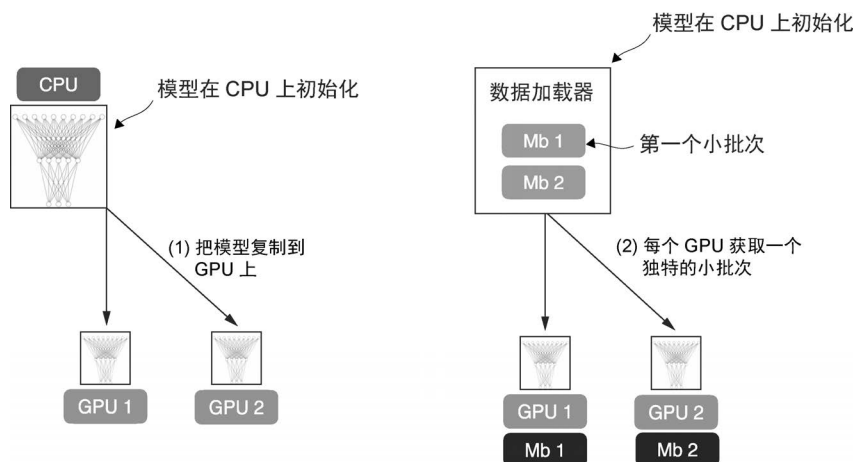 CPU
模型在 CPU 上初始化
(1) 把模型复制到
GPU 上
GPU 1
GPU 2
模型在 CPU 上初始化
数据加载器
Mb 1
第一个小批次
Mb 2
(2) 每个 GPU 获取一个
独特的小批次
GPU 1
GPU 2
Mb 1
Mb 2